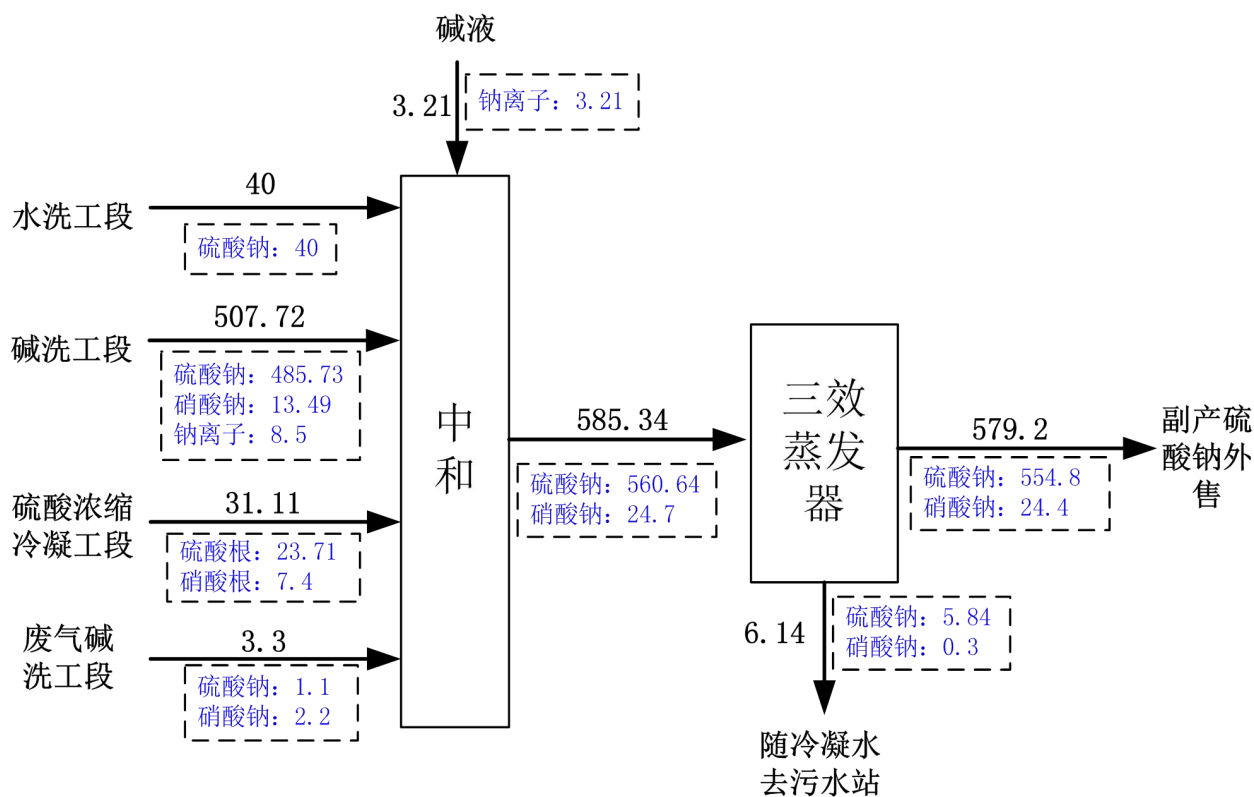 碱液
3.21
钠离子：3.21
水洗工段
40
硫酸钠：40
碱洗工段
507.72
硫酸钠：485.73
硝酸钠：13.49
钠离子：8.5
硫酸浓缩
冷凝工段
31.11
硫酸根：23.71
硝酸根：7.4
废气碱
洗工段
3.3
硫酸钠：1.1
硝酸钠：2.2
中
和
585.34
硫酸钠：560.64
硝酸钠：24.7
三效
蒸发
器
579.2
硫酸钠：554.8
硝酸钠：24.4
副产硫
酸钠外
售
6.14
硫酸钠：5.84
硝酸钠：0.3
随冷凝水
去污水站